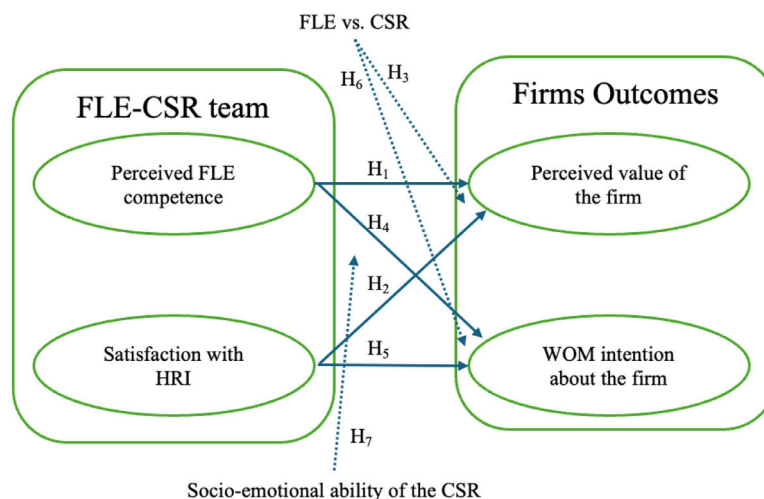 FLE vs. CSR
H6
H3
FLE-CSR team
Firms Outcomes
Perceived FLE
competence
H1
Perceived value of
the firm
H4
H2
Satisfaction with
HRI
H5
WOM intention
about the firm
H7
Socio-emotional ability of the CSR